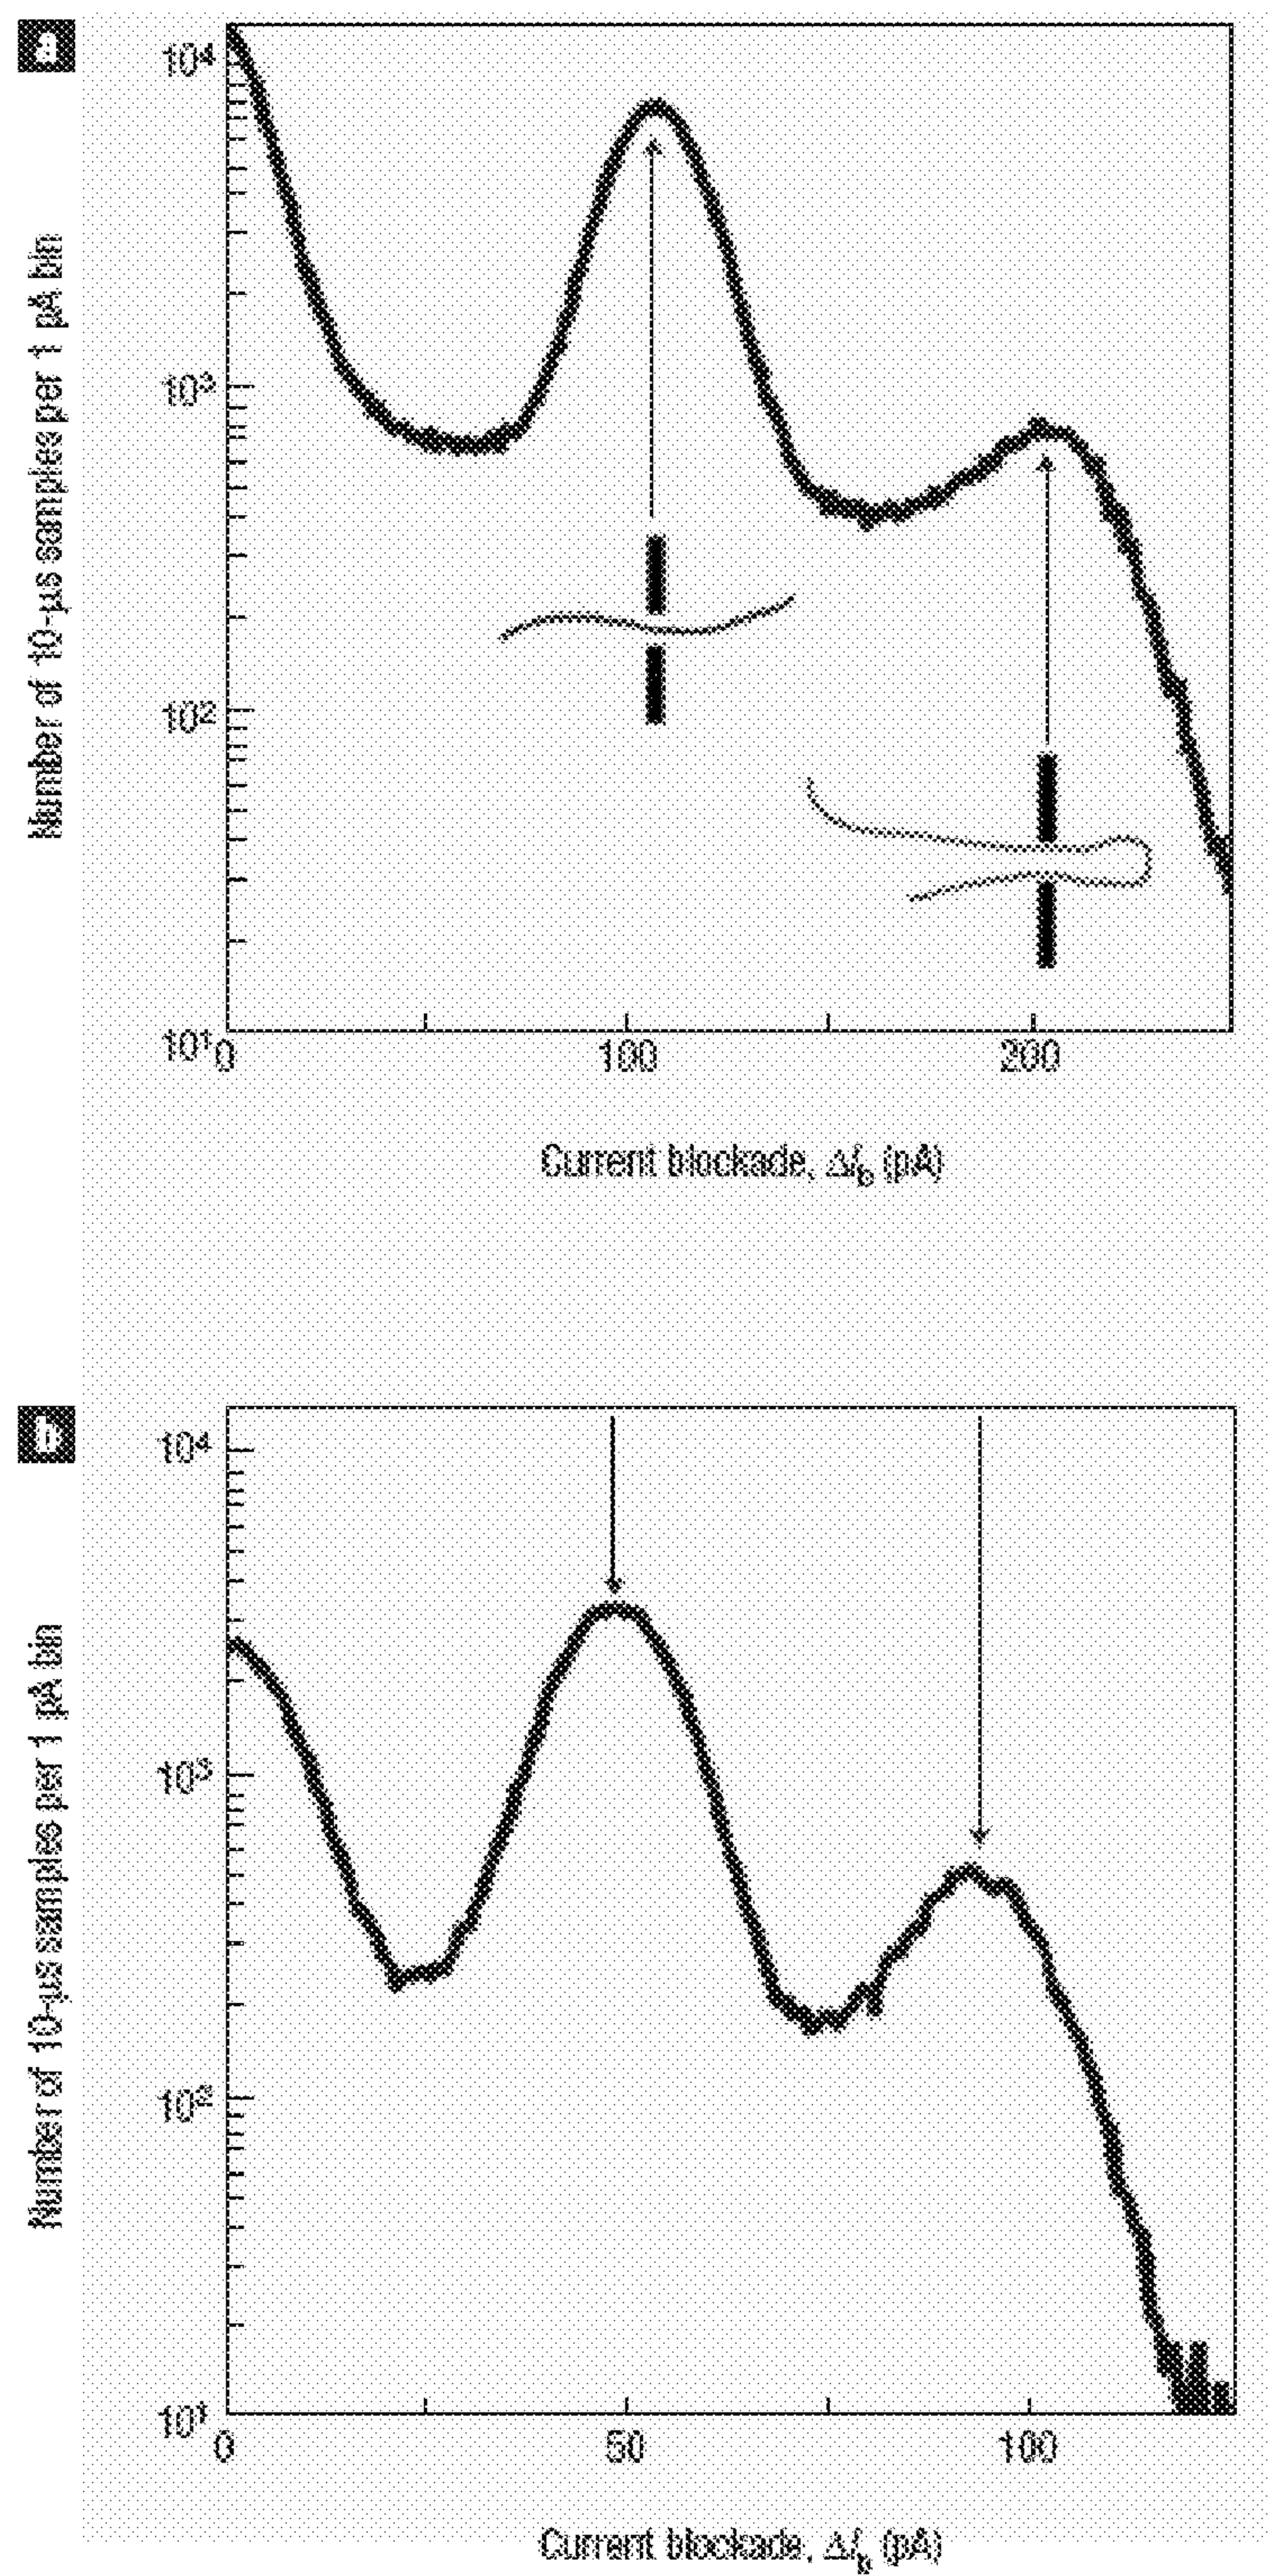 a
10⁴
10³
10²
10¹
Number of 10-µs samples per 1 pA bin
0 100 200
Current blockade, ΔI_b (pA)
b
10⁴
10³
10²
10¹
Number of 10-µs samples per 1 pA bin
0 50 100
Current blockade, ΔI_b (pA)